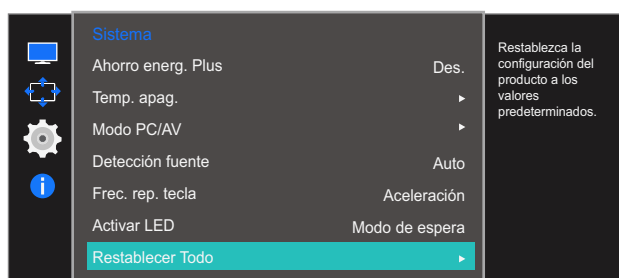 Sistema
Ahorro energ. Plus Des.
Temp. apag.
Modo PC/AV
Detección fuente Auto
Frec. rep. tecla Aceleración
Activar LED Modo de espera
Restablecer Todo
Restablezca la
configuración del
producto a los
valores
predeterminados.